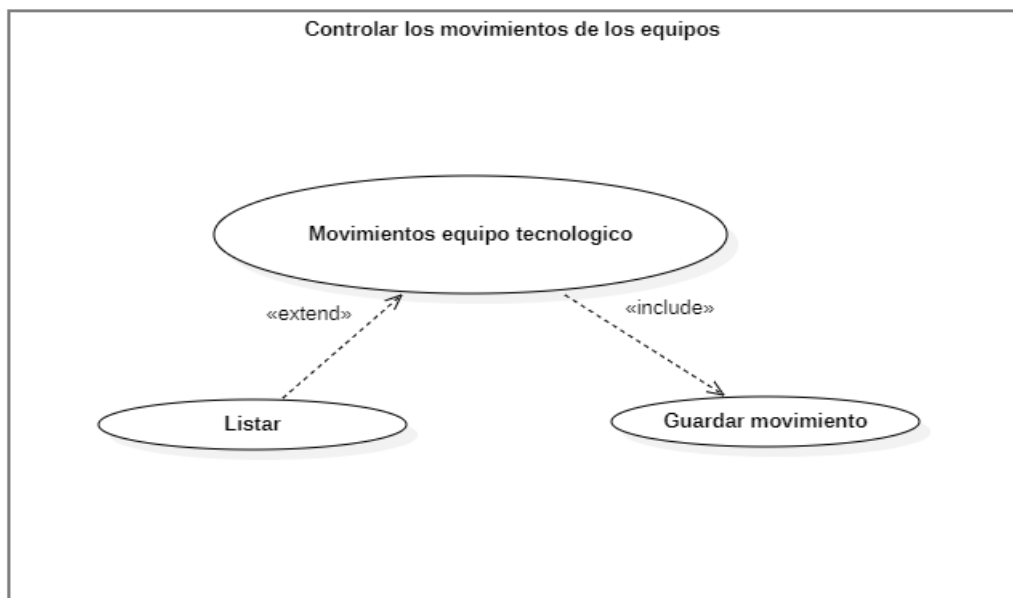 Controlar los movimientos de los equipos
Movimientos equipo tecnologico
«extend»
«include»
Listar
Guardar movimiento